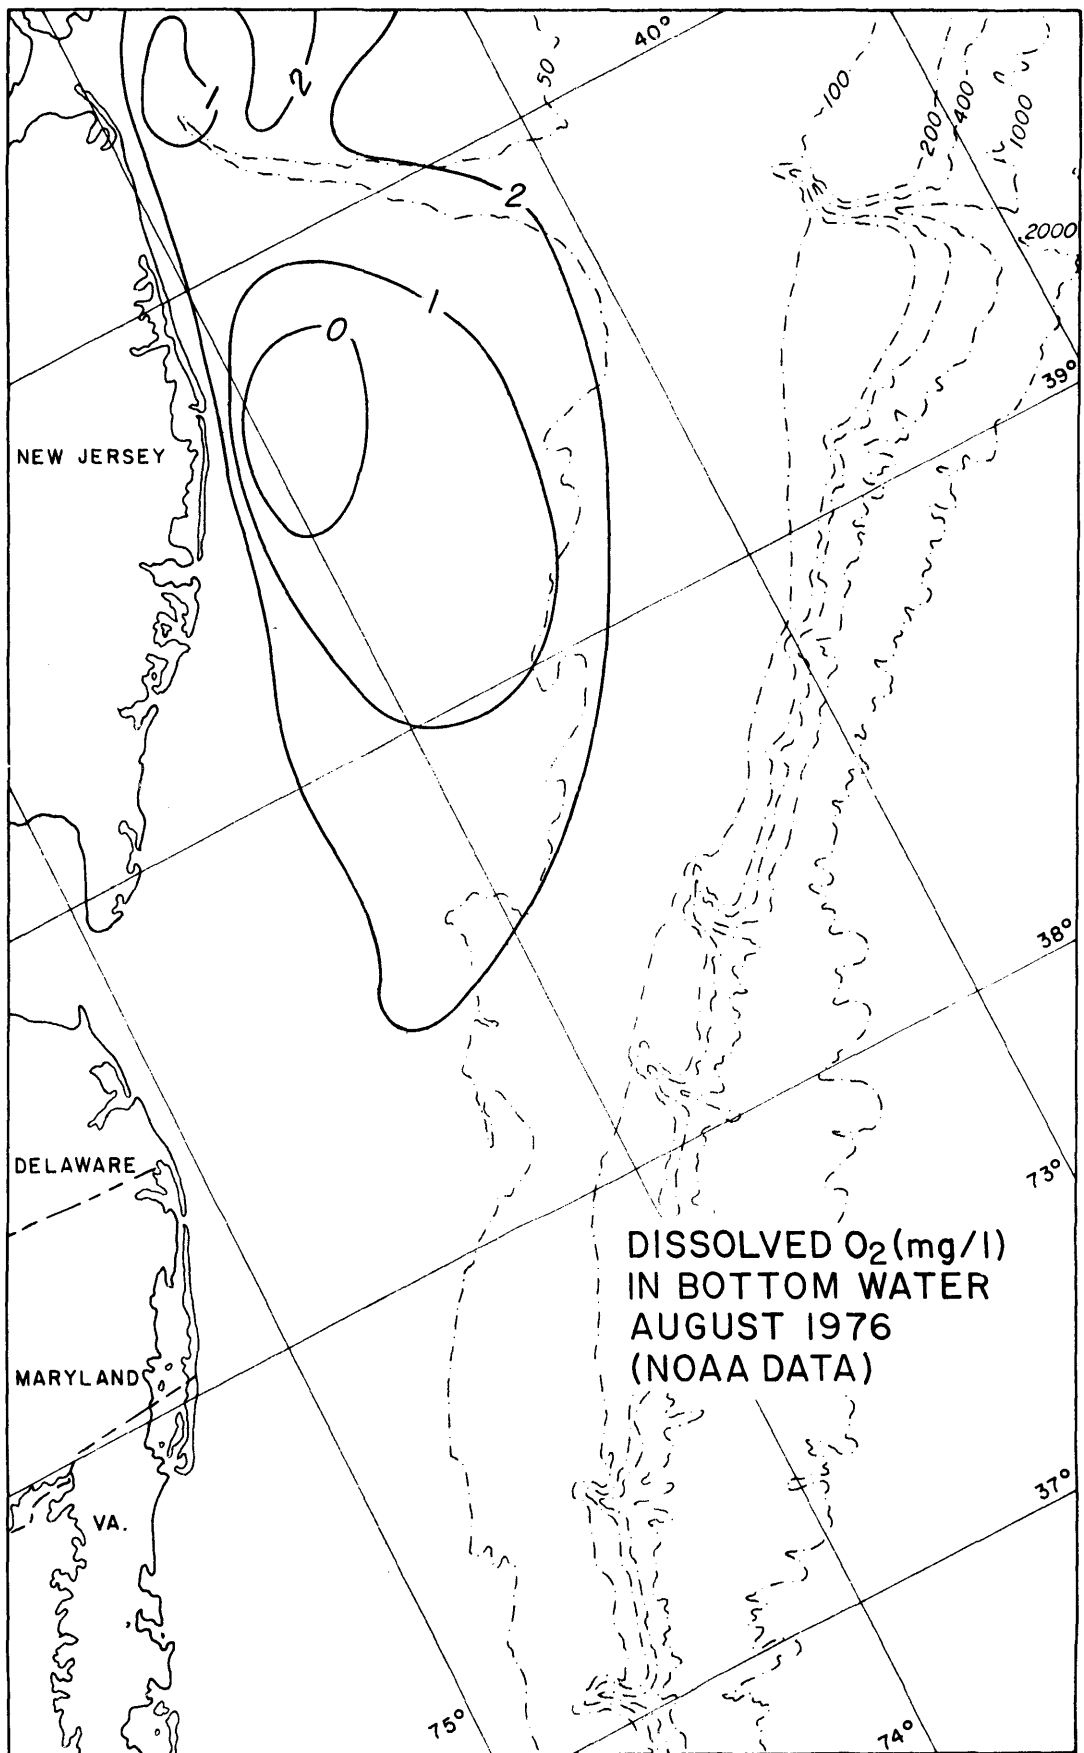 40°
50
100
200
400
1000
2000
1
2
2
1
0
39°
NEW JERSEY
38°
73°
DELAWARE
DISSOLVED O₂(mg/l)
IN BOTTOM WATER
AUGUST 1976
(NOAA DATA)
MARYLAND
37°
VA.
75°
74°